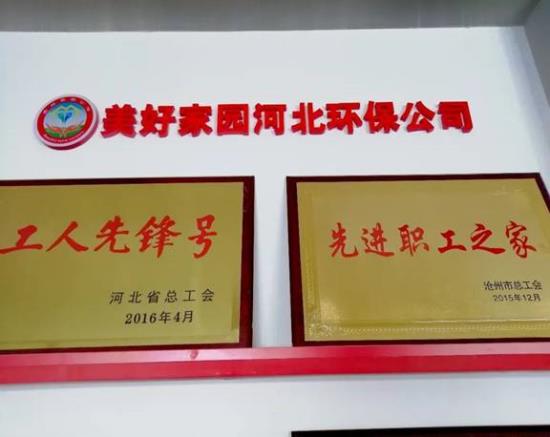 美好家园河北环保公司
工人先锋号
河北省总工会
2016年4月
先进职工之家
沧州市总工会
2015年12月